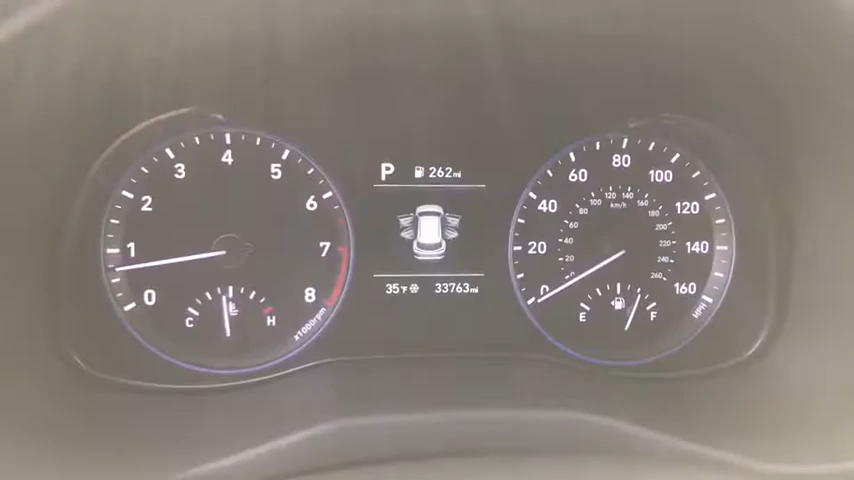 P 262mi
35°F 33763mi
0 1 2 3 4 5 6 7 8
x1000rpm
C H
0 20 40 60 80 100 120 140 160
MPH
20 40 60 80 100 120 140 160 180 200 220 240 260
km/h
E F